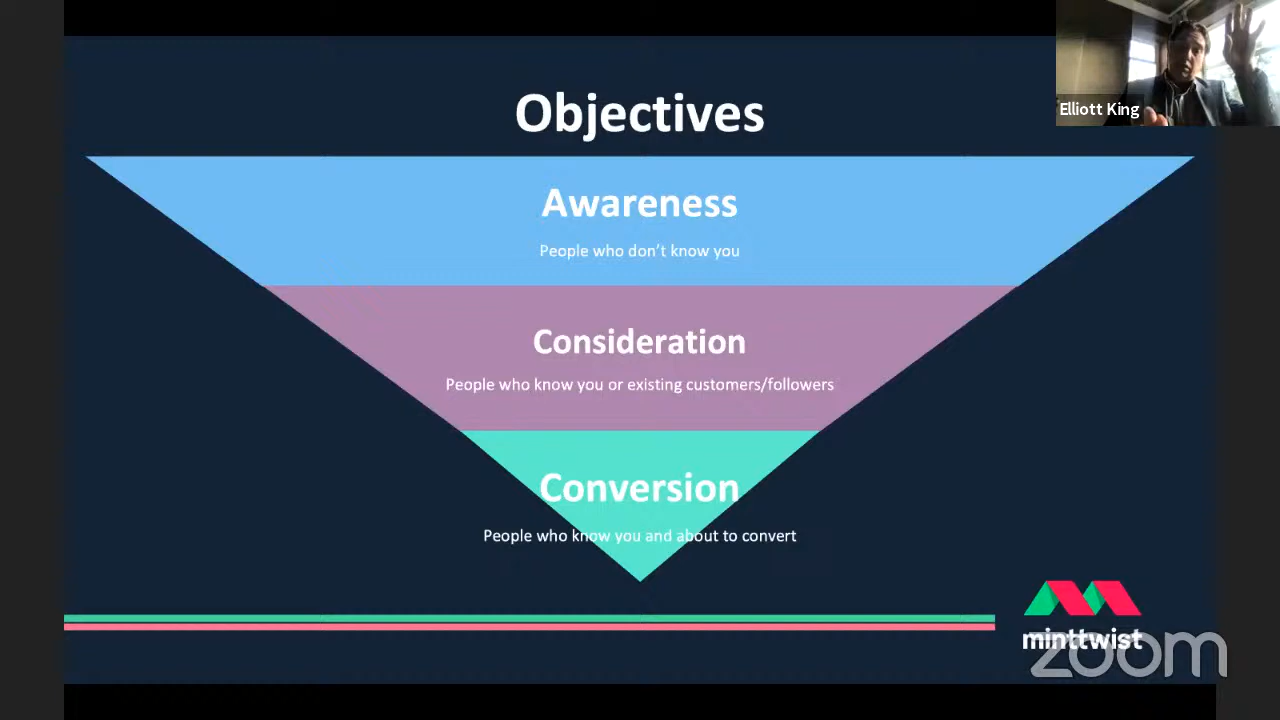 Objectives
Elliott King
Awareness
People who don't know you
Consideration
People who know you or existing customers/followers
Conversion
People who know you and about to convert
minttwist
zoom